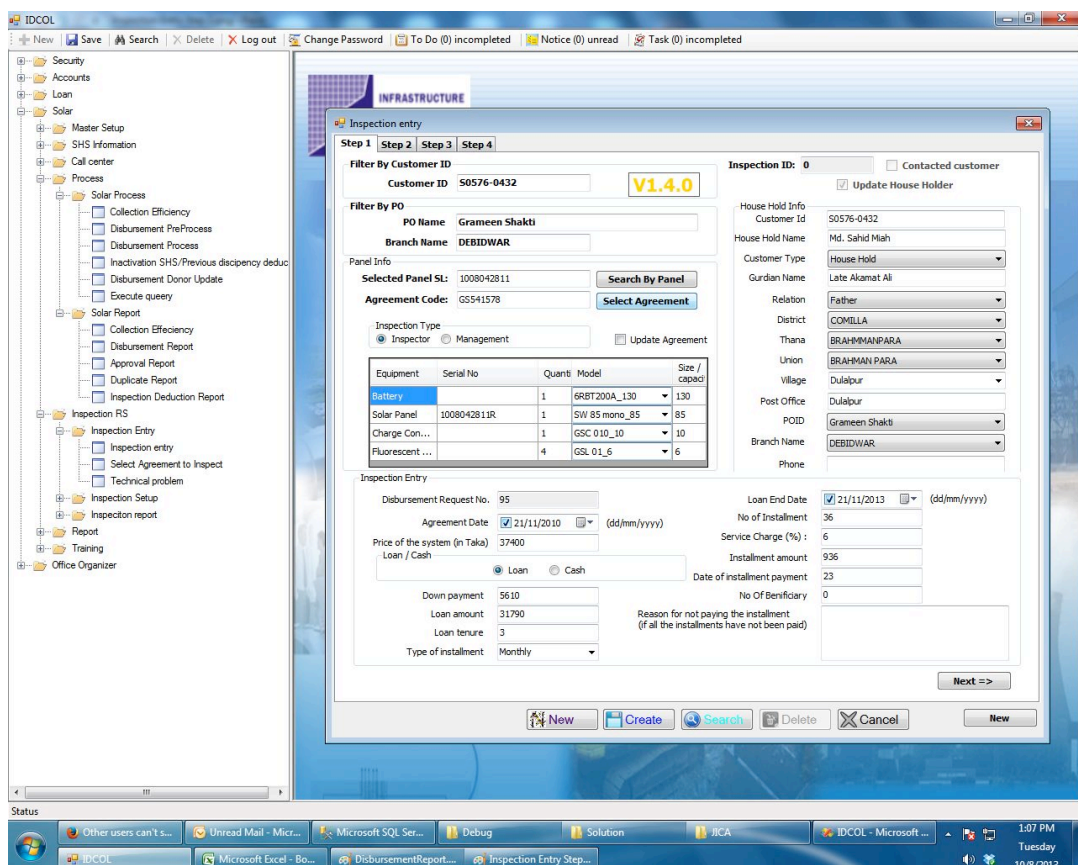 IDCOL
New Save Search Delete Log out Change Password To Do (0) incompleted Notice (0) unread Task (0) incompleted
Security
Accounts
Loan
Solar
Master Setup
SHS Information
Call center
Process
Solar Process
Collection Efficiency
Disbursement PreProcess
Disbursement Process
Inactivation SHS/Previous discipency deduc
Disbursement Donor Update
Execute queery
Solar Report
Collection Effeciency
Disbursement Report
Approval Report
Duplicate Report
Inspection Deduction Report
Inspection RS
Inspection Entry
Inspection entry
Select Agreement to Inspect
Technical problem
Inspection Setup
Inspeciton report
Report
Training
Office Organizer
INFRASTRUCTURE
Inspection entry
Step 1 Step 2 Step 3 Step 4
Filter By Customer ID
Customer ID S0576-0432
V1.4.0
Filter By PO
PO Name Grameen Shakti
Branch Name DEBIDWAR
Panel Info
Selected Panel SL: 1008042811 Search By Panel
Agreement Code: GS541578 Select Agreement
Inspection Type
Inspector Management Update Agreement
Equipment Serial No Quanti Model Size / capaci
Battery 1 6RBT200A_130 130
Solar Panel 1008042811R 1 SW 85 mono_85 85
Charge Con... 1 GSC 010_10 10
Fluorescent ... 4 GSL 01_6 6
Inspection ID: 0 Contacted customer
Update House Holder
House Hold Info
Customer Id S0576-0432
House Hold Name Md. Sahid Miah
Customer Type House Hold
Gurdian Name Late Akamat Ali
Relation Father
District COMILLA
Thana BRAHMMANPARA
Union BRAHMAN PARA
Village Dulalpur
Post Office Dulalpur
POID Grameen Shakti
Branch Name DEBIDWAR
Phone
Inspection Entry
Disbursement Request No. 95
Agreement Date 21/11/2010 (dd/mm/yyyy)
Price of the system (in Taka) 37400
Loan / Cash
Loan Cash
Down payment 5610
Loan amount 31790
Loan tenure 3
Type of installment Monthly
Loan End Date 21/11/2013 (dd/mm/yyyy)
No of Installment 36
Service Charge (%) : 6
Installment amount 936
Date of installment payment 23
No Of Benificiary 0
Reason for not paying the installment
(if all the installments have not been paid)
Next =>
New Create Search Delete Cancel New
Status
Other users can't s... Unread Mail - Micr... Microsoft SQL Ser... Debug Solution JICA IDCOL - Microsoft ...
IDCOL Microsoft Excel - Bo... DisbursementReport.... Inspection Entry Step...
1:07 PM
Tuesday
10/8/2013